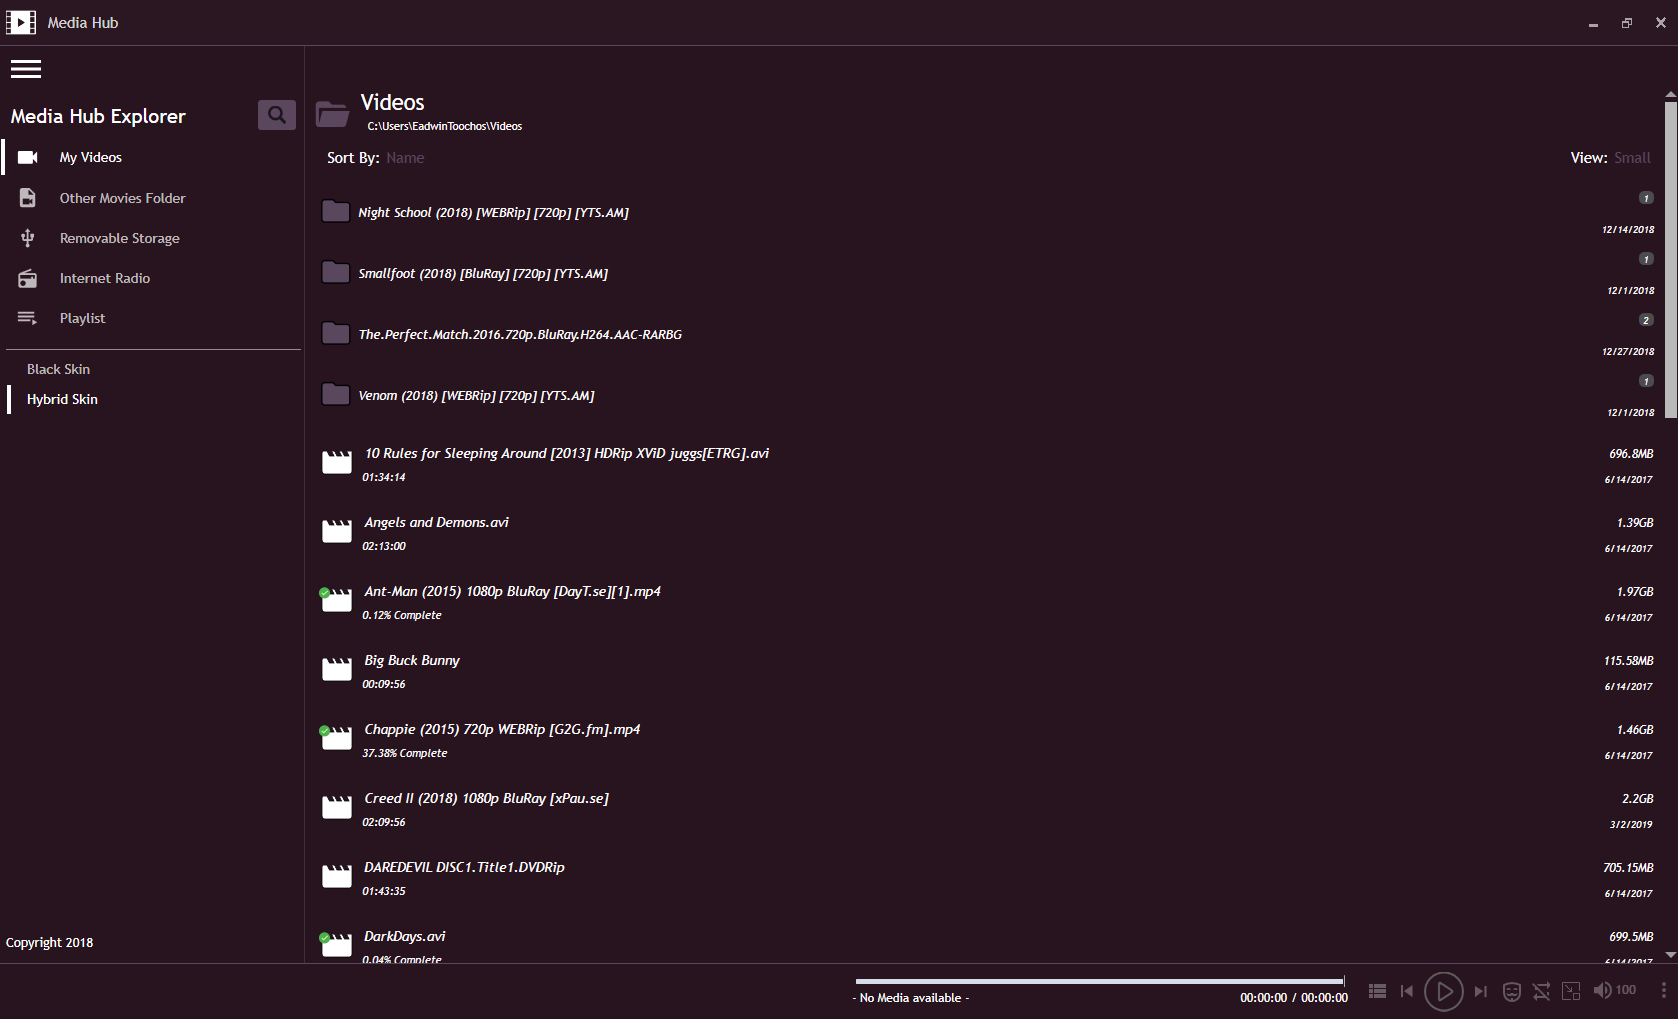 Media Hub
Media Hub Explorer
My Videos
Other Movies Folder
Removable Storage
Internet Radio
Playlist
Black Skin
Hybrid Skin
Copyright 2018
Videos
C:\Users\EadwinToochos\Videos
Sort By: Name
View: Small
Night School (2018) [WEBRip] [720p] [YTS.AM]
1
12/14/2018
Smallfoot (2018) [BluRay] [720p] [YTS.AM]
1
12/1/2018
The.Perfect.Match.2016.720p.BluRay.H264.AAC-RARBG
2
12/27/2018
Venom (2018) [WEBRip] [720p] [YTS.AM]
1
12/1/2018
10 Rules for Sleeping Around [2013] HDRip XViD juggs[ETRG].avi
696.8MB
01:34:14
6/14/2017
Angels and Demons.avi
1.39GB
02:13:00
6/14/2017
Ant-Man (2015) 1080p BluRay [DayT.se][1].mp4
1.97GB
0.12% Complete
6/14/2017
Big Buck Bunny
115.58MB
00:09:56
6/14/2017
Chappie (2015) 720p WEBRip [G2G.fm].mp4
1.46GB
37.38% Complete
6/14/2017
Creed II (2018) 1080p BluRay [xPau.se]
2.2GB
02:09:56
3/2/2019
DAREDEVIL DISC1.Title1.DVDRip
705.15MB
01:43:35
6/14/2017
DarkDays.avi
699.5MB
0.04% Complete
6/14/2017
- No Media available -
00:00:00 / 00:00:00
100